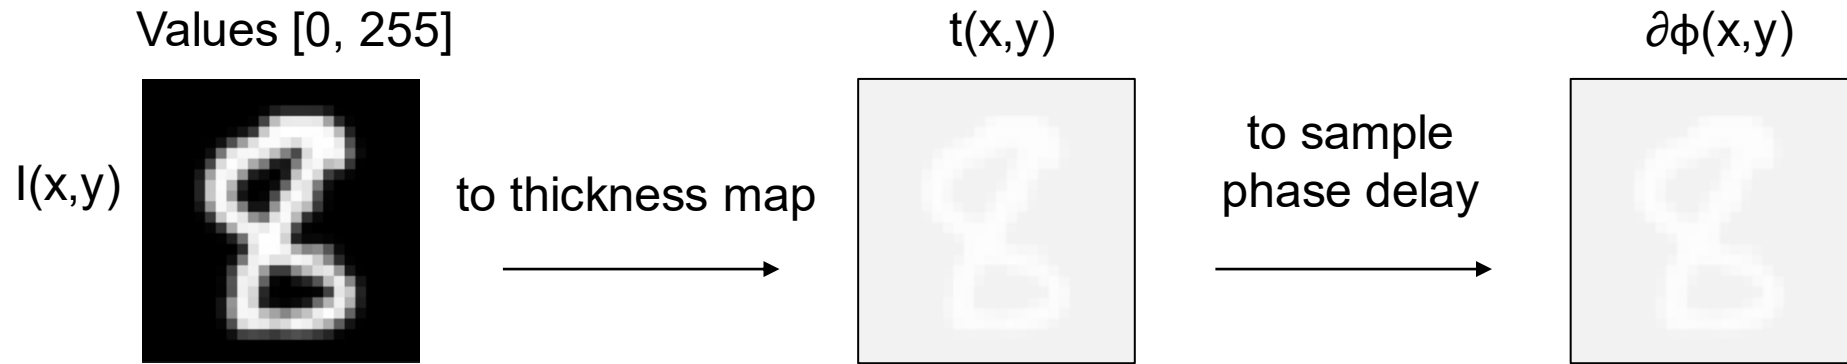 Values [0, 255]
t(x,y)
∂ϕ(x,y)
I(x,y)
to thickness map
to sample
phase delay